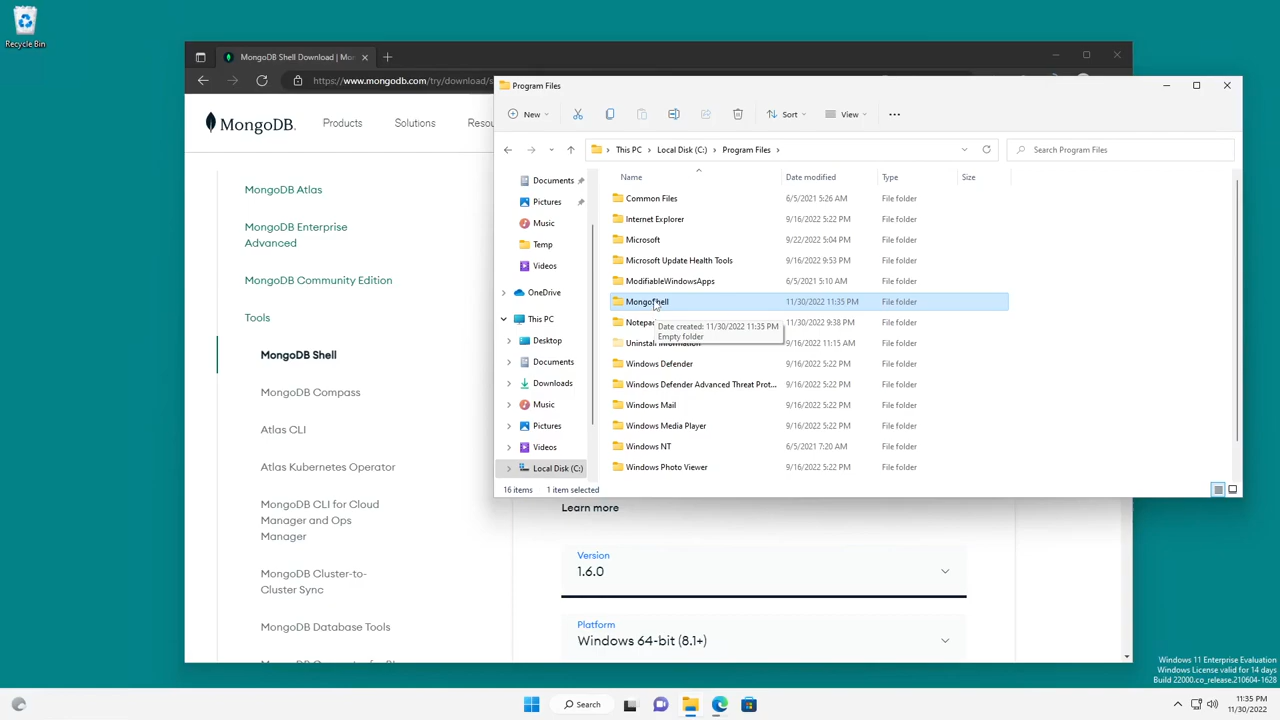 Recycle Bin
MongoDB Shell Download | Mo
https://www.mongodb.com/try/download/s
MongoDB.
Products
Solutions
Resou
MongoDB Atlas
MongoDB Enterprise
Advanced
MongoDB Community Edition
Tools
MongoDB Shell
MongoDB Compass
Atlas CLI
Atlas Kubernetes Operator
MongoDB CLI for Cloud
Manager and Ops
Manager
MongoDB Cluster-to-
Cluster Sync
MongoDB Database Tools
Learn more
Version
1.6.0
Platform
Windows 64-bit (8.1+)
Program Files
New
Sort
View
This PC > Local Disk (C:) > Program Files >
Search Program Files
Documents
Pictures
Music
Temp
Videos
OneDrive
This PC
Desktop
Documents
Downloads
Music
Pictures
Videos
Local Disk (C:)
Name Date modified Type Size
Common Files 6/5/2021 5:26 AM File folder
Internet Explorer 9/16/2022 5:22 PM File folder
Microsoft 9/22/2022 5:04 PM File folder
Microsoft Update Health Tools 9/16/2022 9:53 PM File folder
ModifiableWindowsApps 6/5/2021 5:10 AM File folder
MongoShell 11/30/2022 11:35 PM File folder
Notepa 11/30/2022 9:38 PM File folder
Uninstall Information 9/16/2022 11:15 AM File folder
Windows Defender 9/16/2022 5:22 PM File folder
Windows Defender Advanced Threat Prot... 9/16/2022 5:22 PM File folder
Windows Mail 9/16/2022 5:22 PM File folder
Windows Media Player 9/16/2022 5:22 PM File folder
Windows NT 6/5/2021 7:20 AM File folder
Windows Photo Viewer 9/16/2022 5:22 PM File folder
Date created: 11/30/2022 11:35 PM
Empty folder
16 items 1 item selected
Windows 11 Enterprise Evaluation
Windows License valid for 14 days
Build 22000.co_release.210604-1628
Search
11:35 PM
11/30/2022